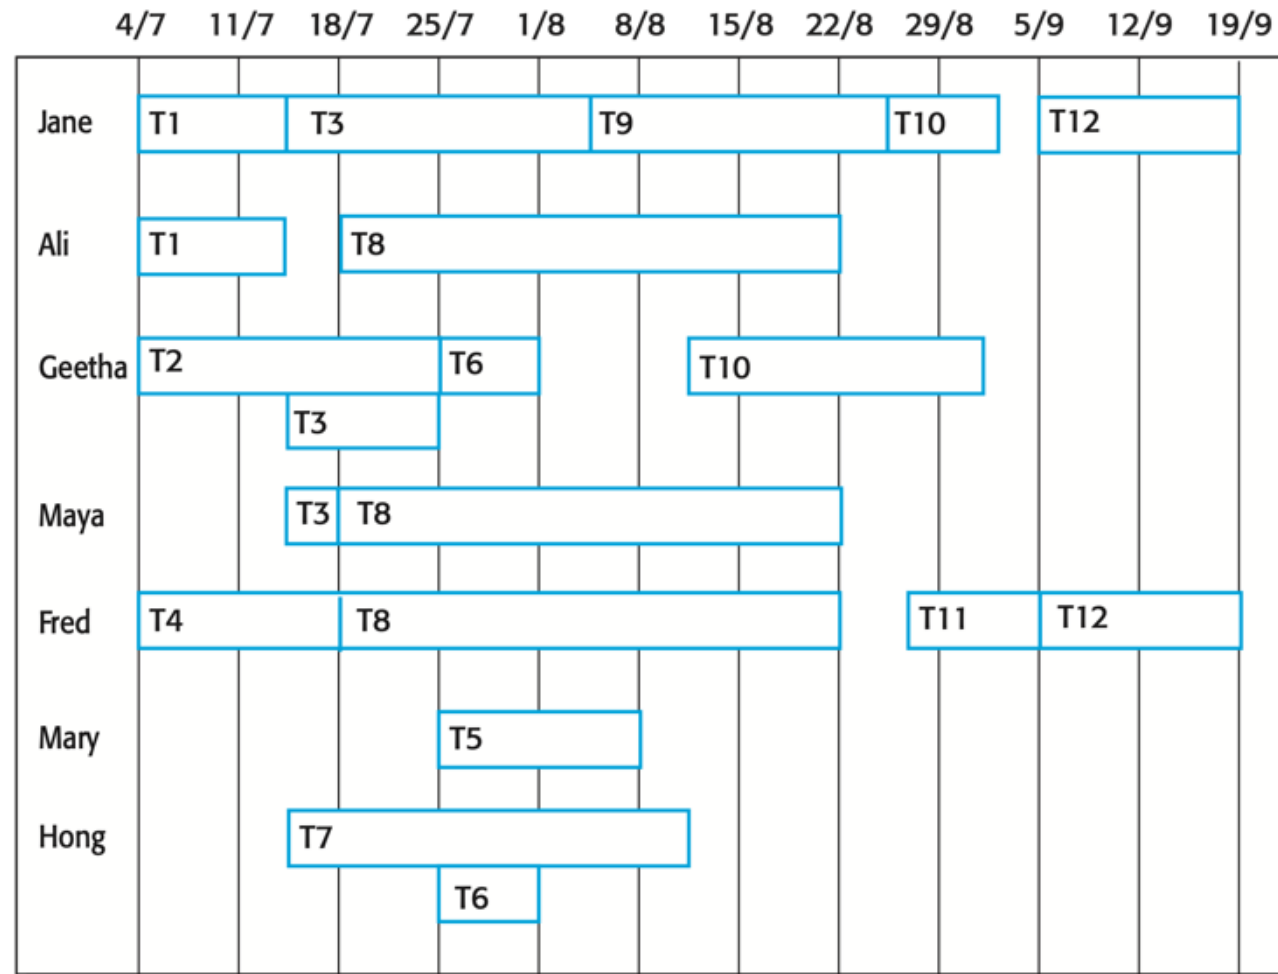 4/7 11/7 18/7 25/7 1/8 8/8 15/8 22/8 29/8 5/9 12/9 19/9
Jane T1 T3 T9 T10 T12
Ali T1 T8
Geetha T2 T6 T10
T3
Maya T3 T8
Fred T4 T8 T11 T12
Mary T5
Hong T7
T6